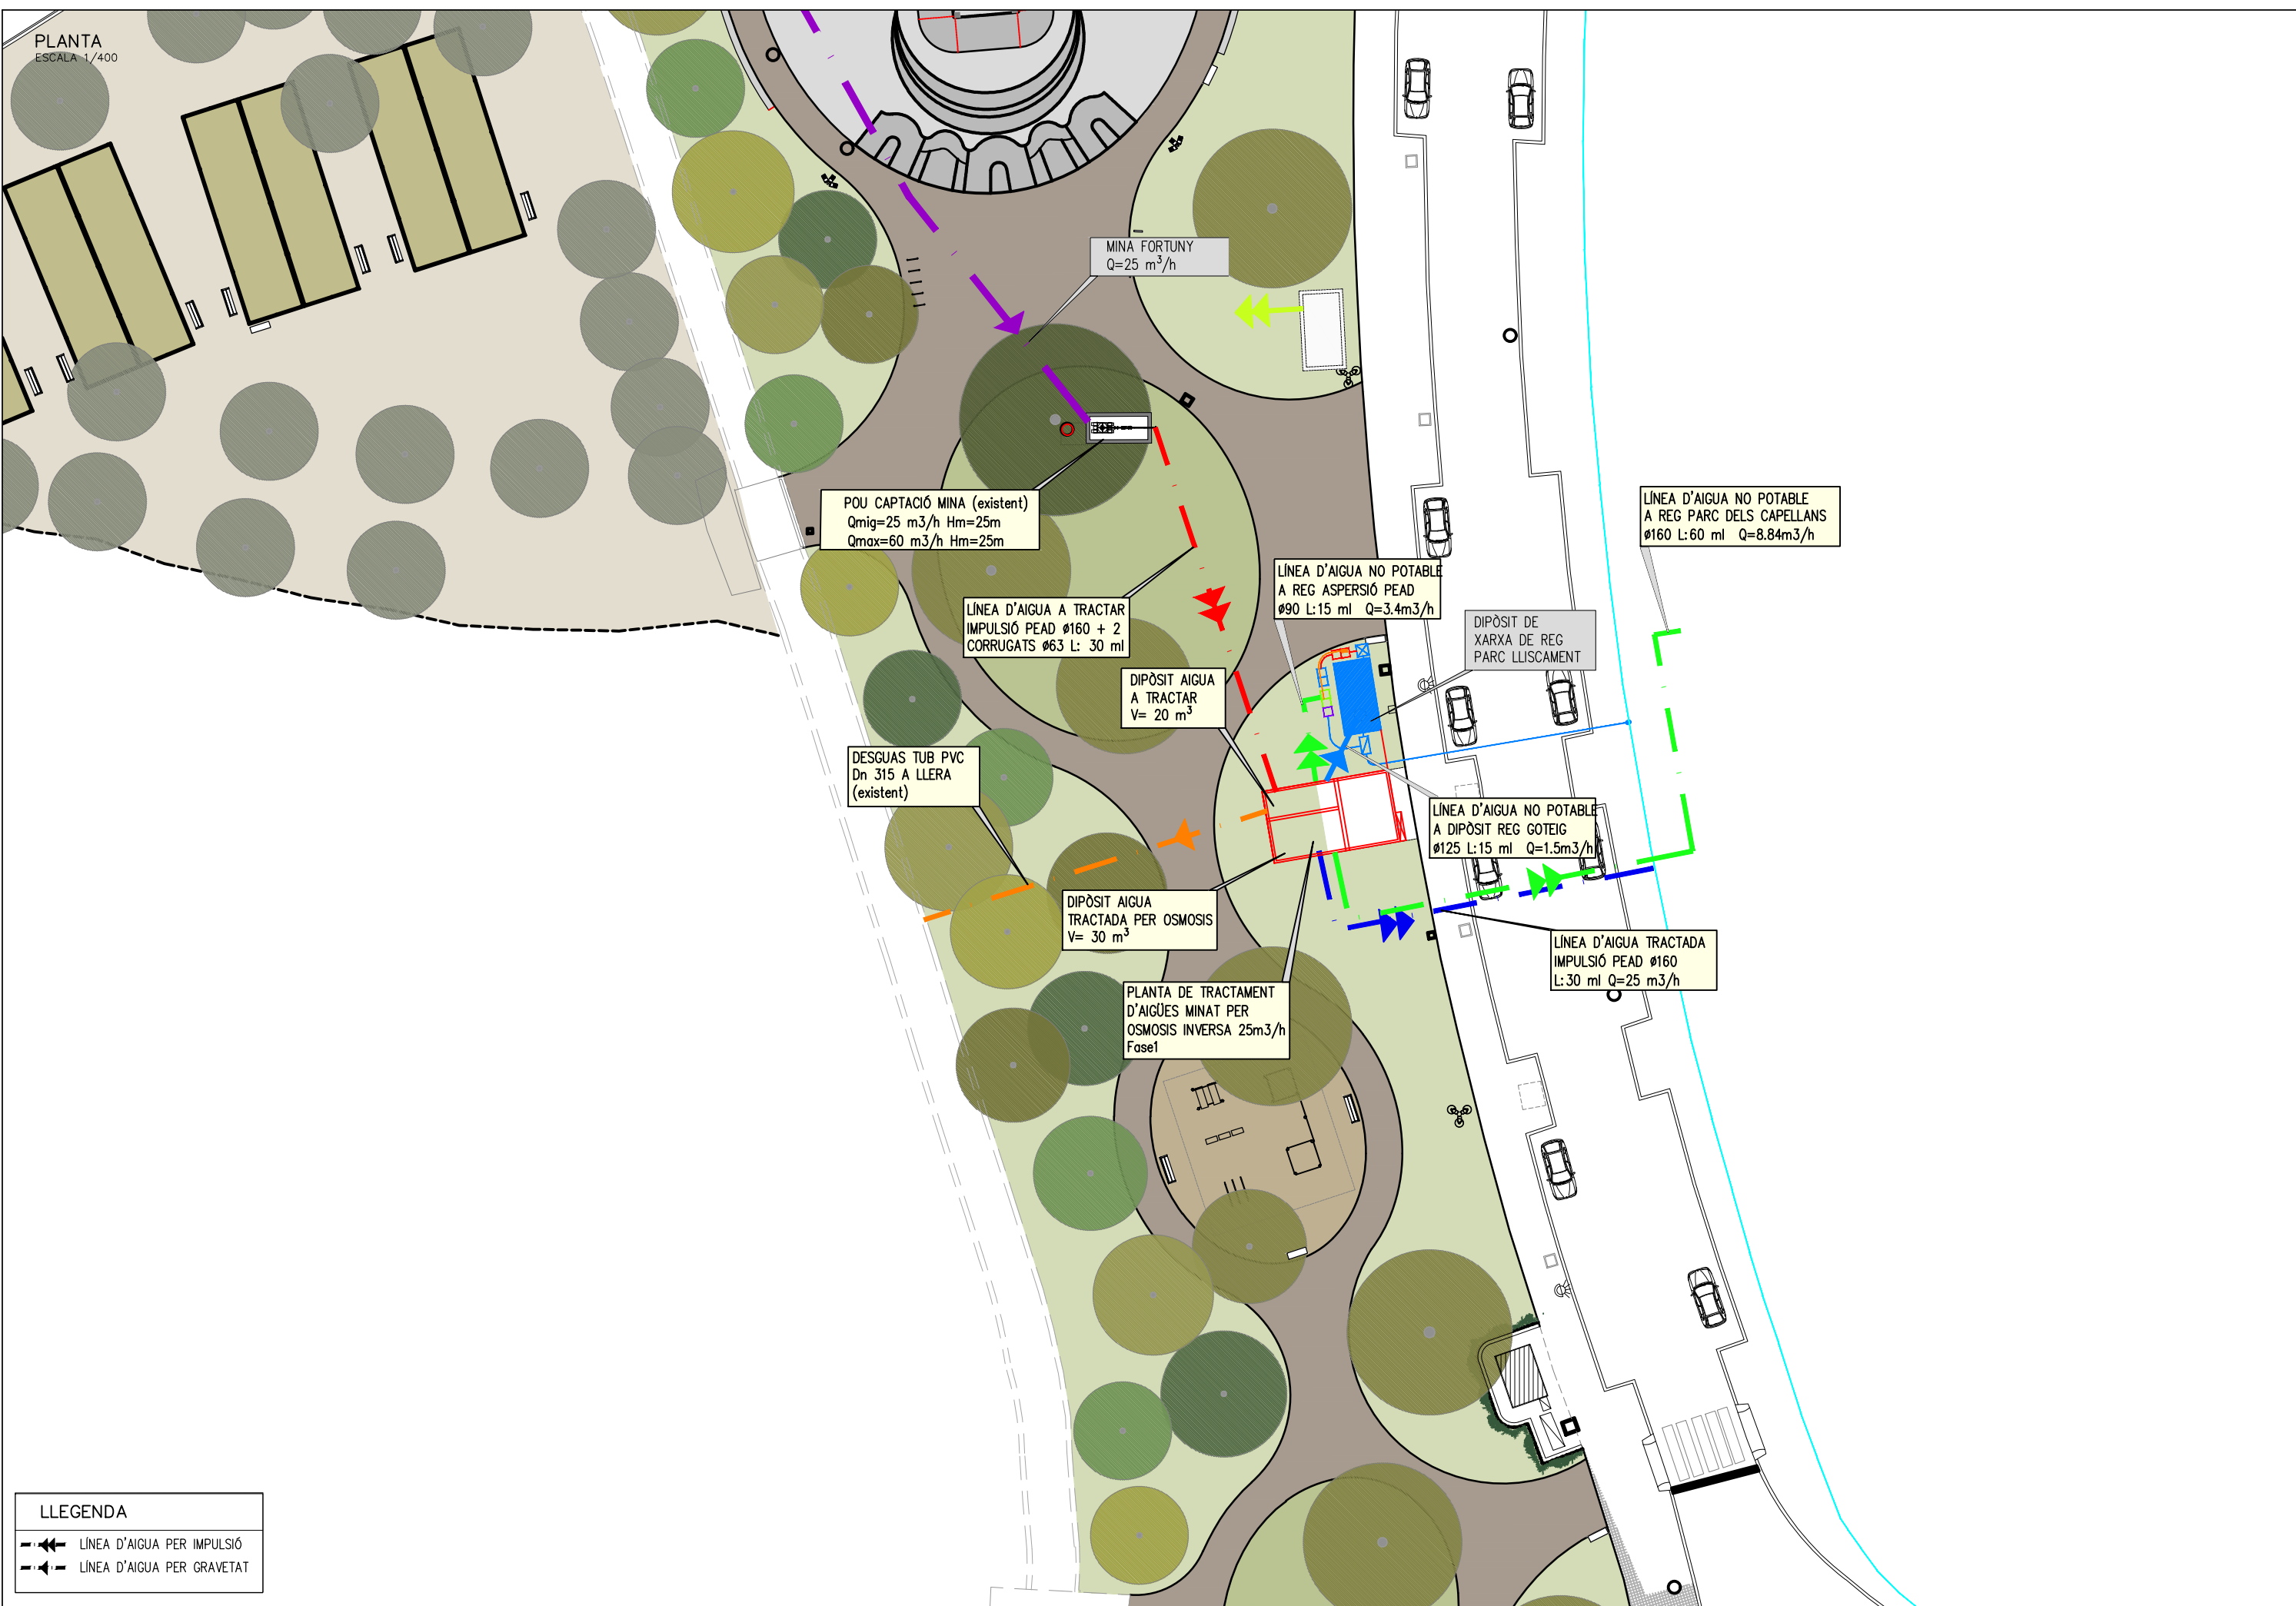 PLANTA
ESCALA 1/400
MINA FORTUNY
Q=25 m³/h
POU CAPTACIÓ MINA (existent)
Qmig=25 m3/h Hm=25m
Qmax=60 m3/h Hm=25m
LÍNEA D'AIGUA NO POTABLE
A REG PARC DELS CAPELLANS
ø160 L:60 ml Q=8.84m3/h
LÍNEA D'AIGUA NO POTABLE
A REG ASPERSIÓ PEAD
ø90 L:15 ml Q=3.4m3/h
LÍNEA D'AIGUA A TRACTAR
IMPULSIÓ PEAD ø160 + 2
CORRUGATS ø63 L: 30 ml
DIPÒSIT DE
XARXA DE REG
PARC LLISCAMENT
DIPÒSIT AIGUA
A TRACTAR
V= 20 m³
DESGUAS TUB PVC
Dn 315 A LLERA
(existent)
LÍNEA D'AIGUA NO POTABLE
A DIPÒSIT REG GOTEIG
ø125 L:15 ml Q=1.5m3/h
DIPÒSIT AIGUA
TRACTADA PER OSMOSIS
V= 30 m³
LÍNEA D'AIGUA TRACTADA
IMPULSIÓ PEAD ø160
L:30 ml Q=25 m3/h
PLANTA DE TRACTAMENT
D'AIGÜES MINAT PER
OSMOSIS INVERSA 25m3/h
Fase1
LLEGENDA
LÍNEA D'AIGUA PER IMPULSIÓ
LÍNEA D'AIGUA PER GRAVETAT